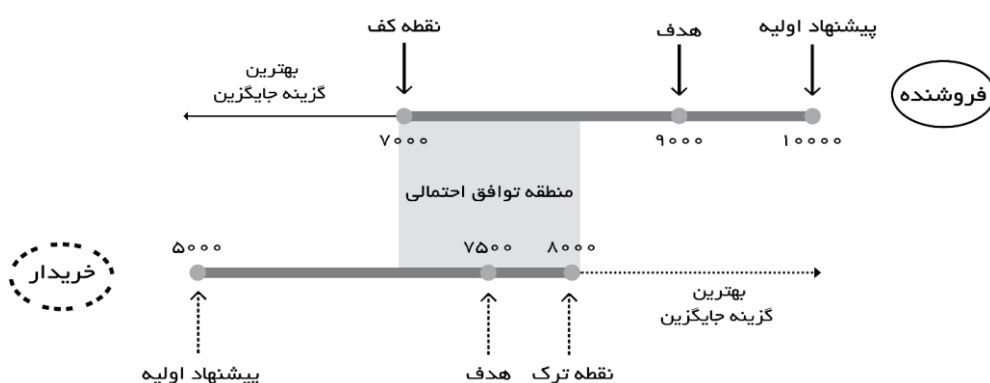 پیشنهاد اولیه
هدف
نقطه کف
فروشنده
بهترین
گزینه جایگزین
۱۰۰۰۰
۹۰۰۰
۷۰۰۰
منطقه توافق احتمالی
۸۰۰۰
۷۵۰۰
۵۰۰۰
خریدار
بهترین
گزینه جایگزین
نقطه ترک
هدف
پیشنهاد اولیه